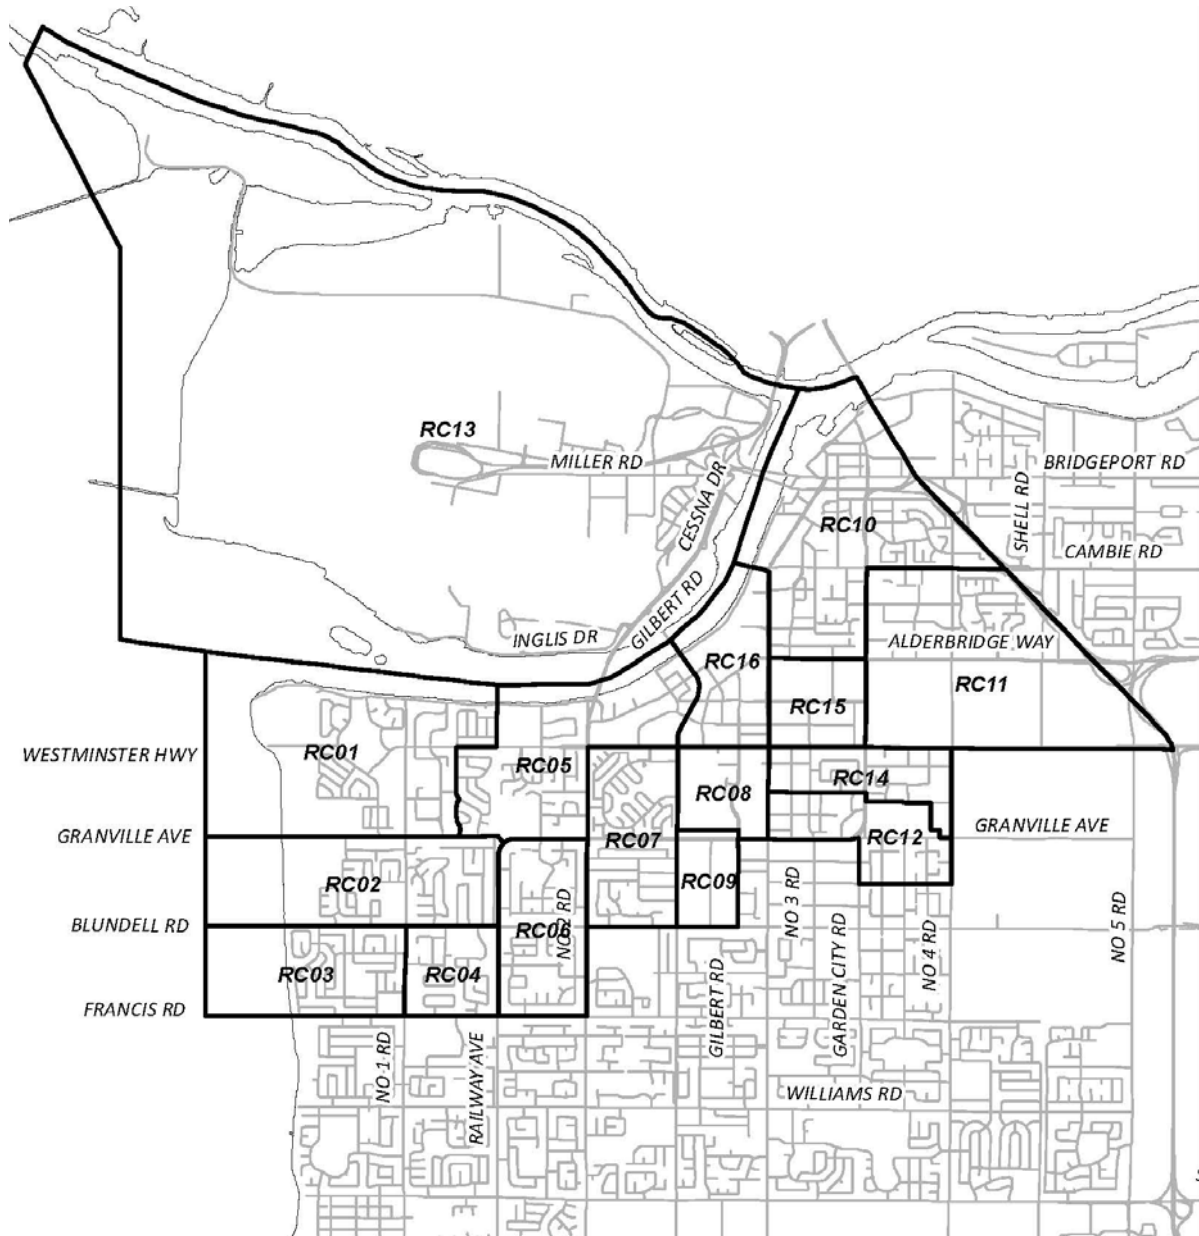 RC13
MILLER RD
CESSNA DR
BRIDGEPORT RD
SHELL RD
RC10
CAMBIE RD
GILBERT RD
INGLIS DR
ALDERBRIDGE WAY
RC16
RC11
RC15
WESTMINSTER HWY
RC01
RC05
RC14
RC08
GRANVILLE AVE
GRANVILLE AVE
RC07
RC12
RC02
RC09
NO 3 RD
BLUNDELL RD
RC06
NO 2 RD
GARDEN CITY RD
NO 4 RD
NO 5 RD
RC03
RC04
FRANCIS RD
GILBERT RD
NO 1 RD
RAILWAY AVE
WILLIAMS RD
S